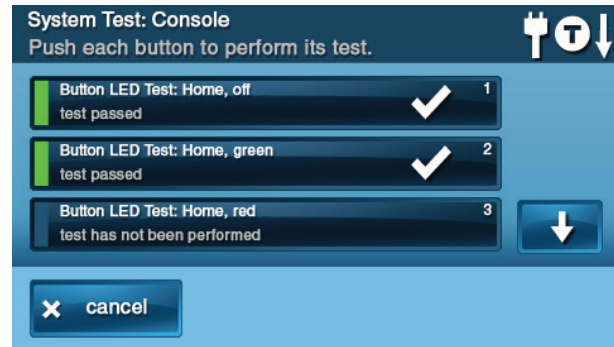 System Test: Console
Push each button to perform its test.
T
Button LED Test: Home, off
1
test passed
Button LED Test: Home, green
2
test passed
Button LED Test: Home, red
3
test has not been performed
cancel